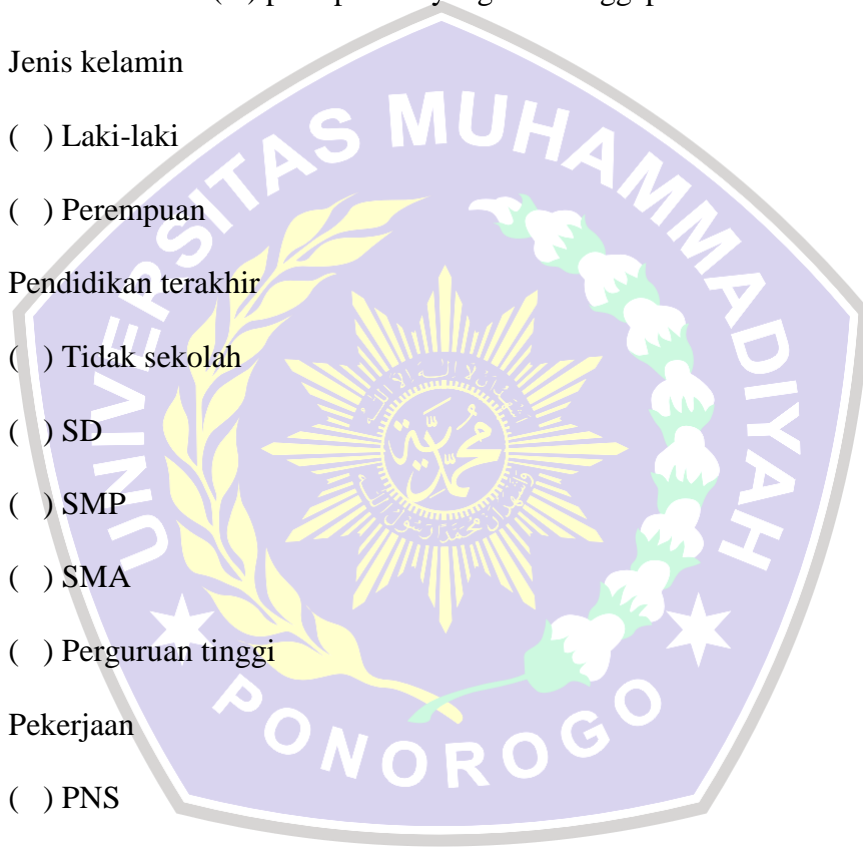 Jenis kelamin
( ) Laki-laki
( ) Perempuan
Pendidikan terakhir
( ) Tidak sekolah
( ) SD
( ) SMP
( ) SMA
( ) Perguruan tinggi
Pekerjaan
( ) PNS
UNIVERSITAS MUHAMMADIYAH
PONOROGO
محمدية